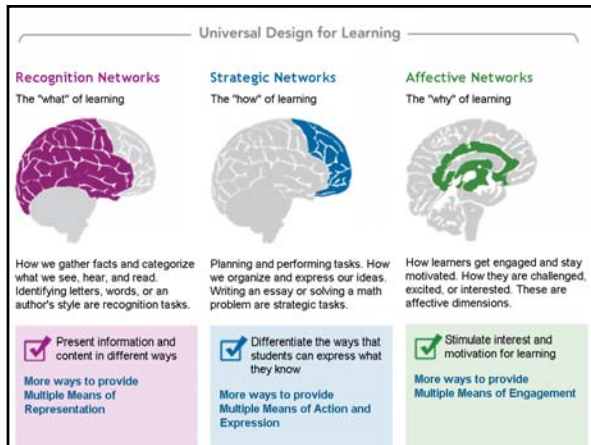 Universal Design for Learning
Recognition Networks
The "what" of learning
How we gather facts and categorize
what we see, hear, and read.
Identifying letters, words, or an
author's style are recognition tasks.
Present information and
content in different ways
More ways to provide
Multiple Means of
Representation
Strategic Networks
The "how" of learning
Planning and performing tasks. How
we organize and express our ideas.
Writing an essay or solving a math
problem are strategic tasks.
Differentiate the ways that
students can express what
they know
More ways to provide
Multiple Means of Action and
Expression
Affective Networks
The "why" of learning
How learners get engaged and stay
motivated. How they are challenged,
excited, or interested. These are
affective dimensions.
Stimulate interest and
motivation for learning
More ways to provide
Multiple Means of Engagement